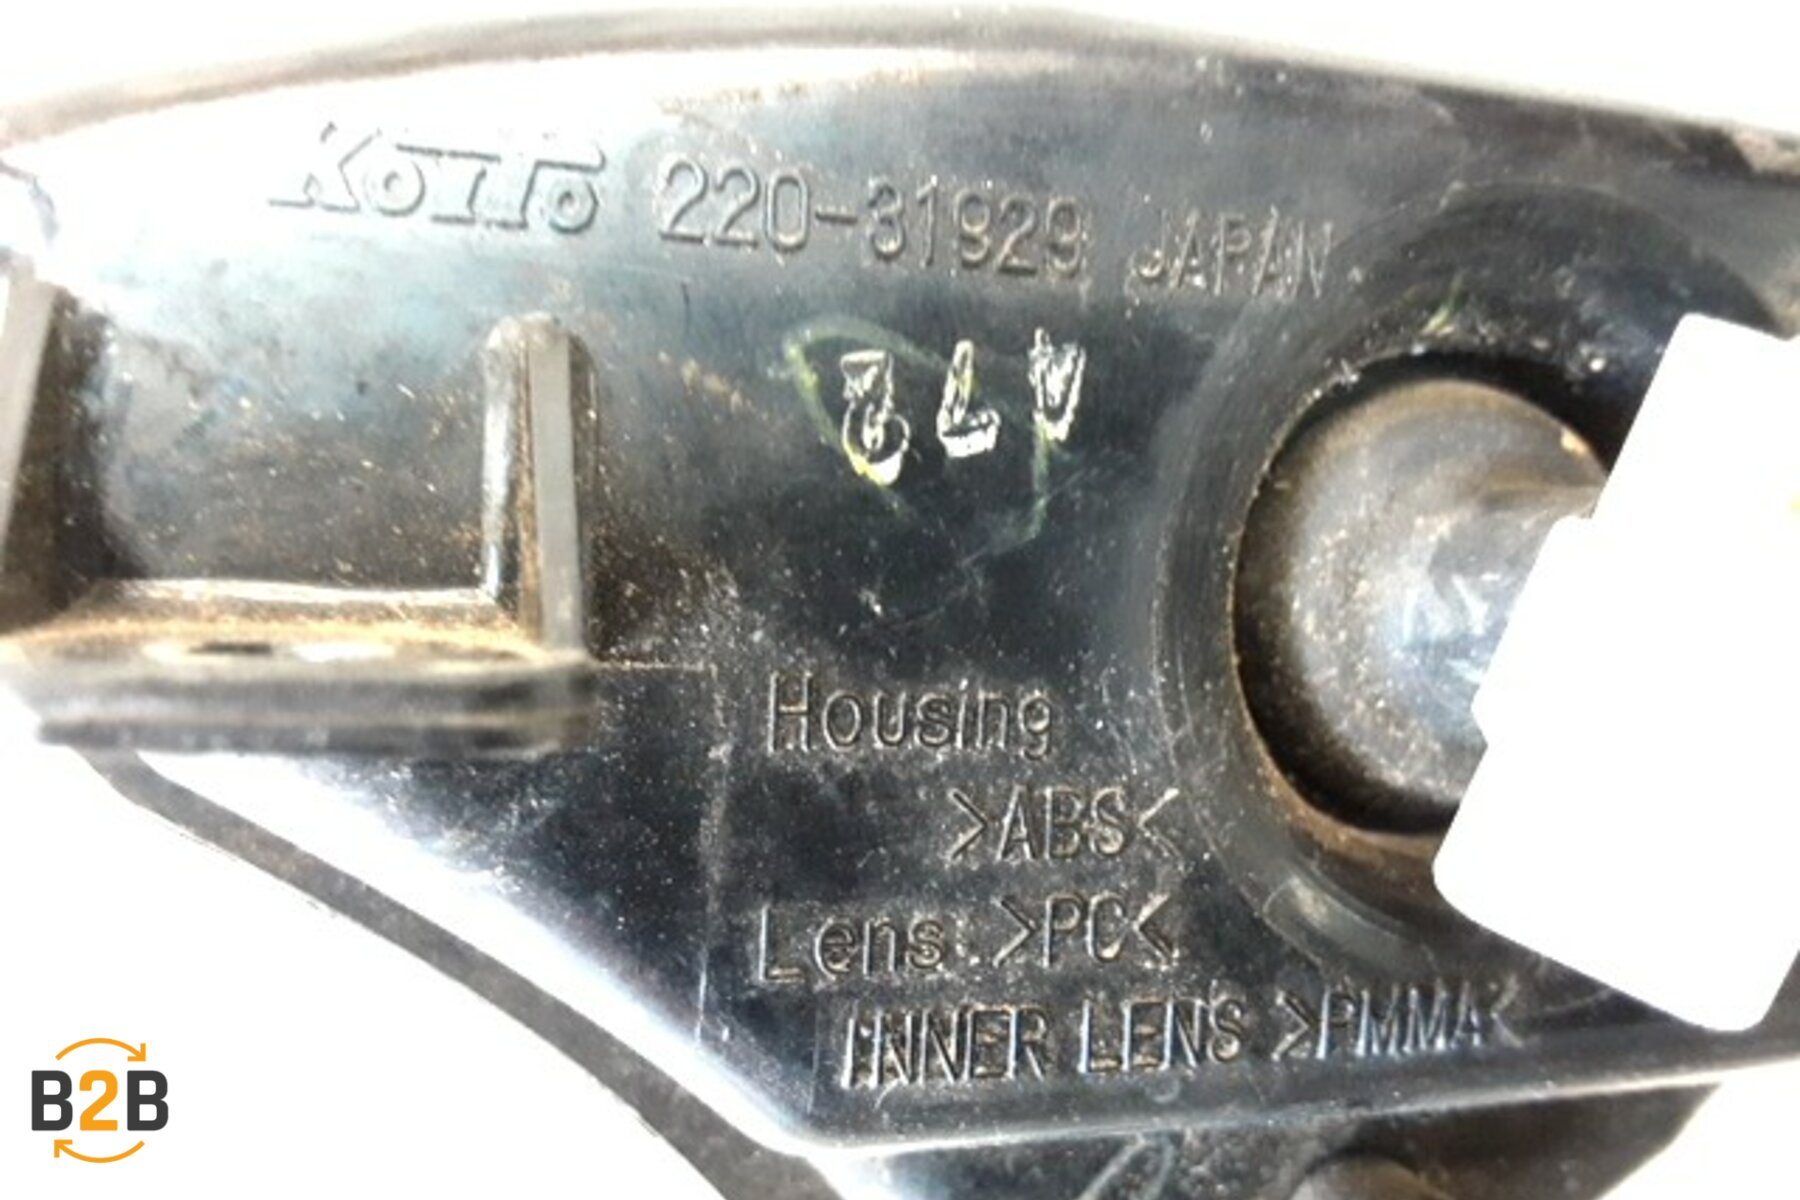 KOITO 220-31929 JAPAN
Housing
>ABS<
Lens >PC<
INNER LENS >PMMA<
B2B